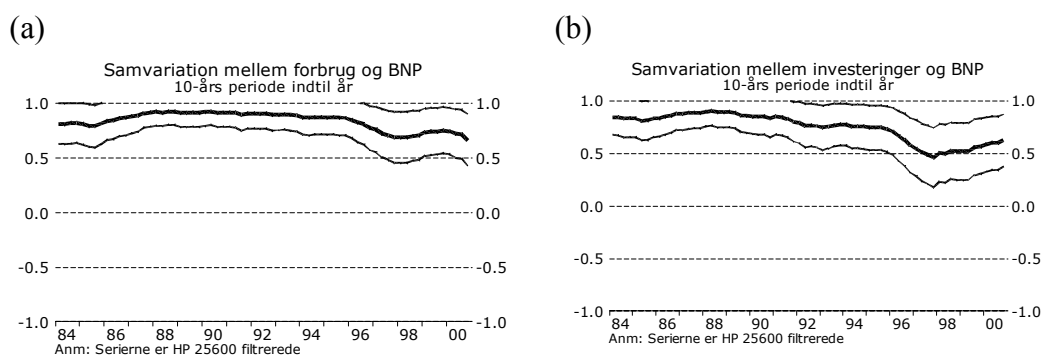 (a)
Samvariation mellem forbrug og BNP
10-års periode indtil år
1.0 1.0
0.5 0.5
0.0 0.0
-0.5 -0.5
-1.0 -1.0
84 86 88 90 92 94 96 98 00
Anm: Serierne er HP 25600 filtrerede
(b)
Samvariation mellem investeringer og BNP
10-års periode indtil år
1.0 1.0
0.5 0.5
0.0 0.0
-0.5 -0.5
-1.0 -1.0
84 86 88 90 92 94 96 98 00
Anm: Serierne er HP 25600 filtrerede